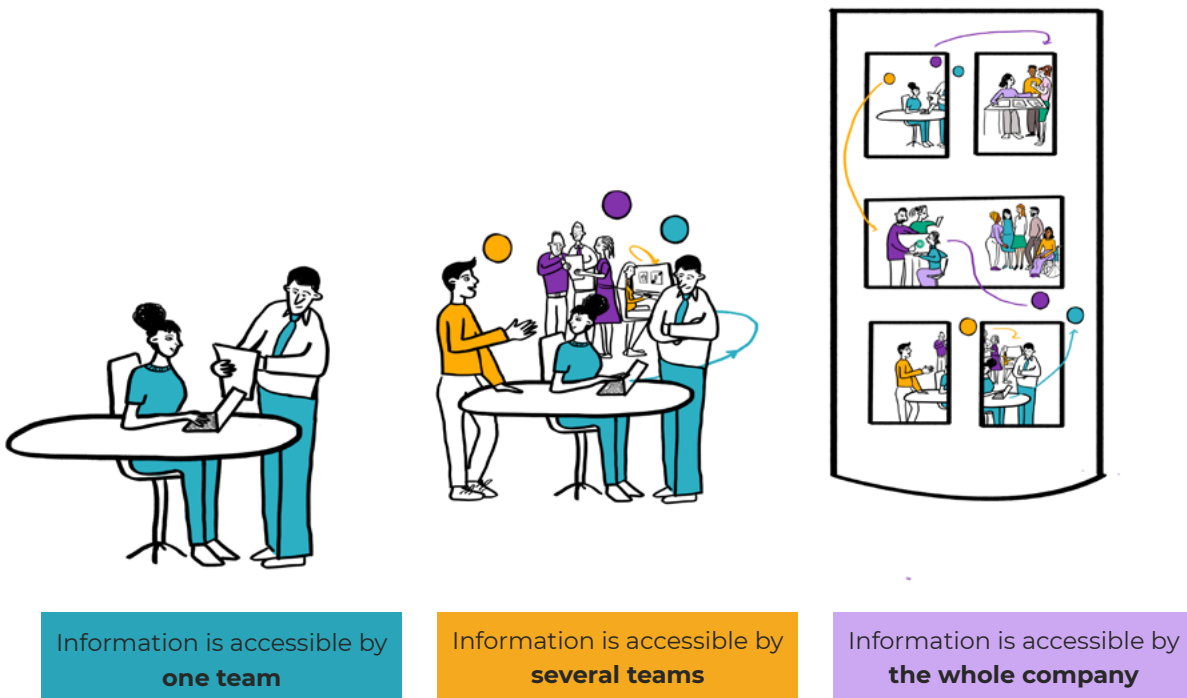 Information is accessible by
one team
Information is accessible by
several teams
Information is accessible by
the whole company